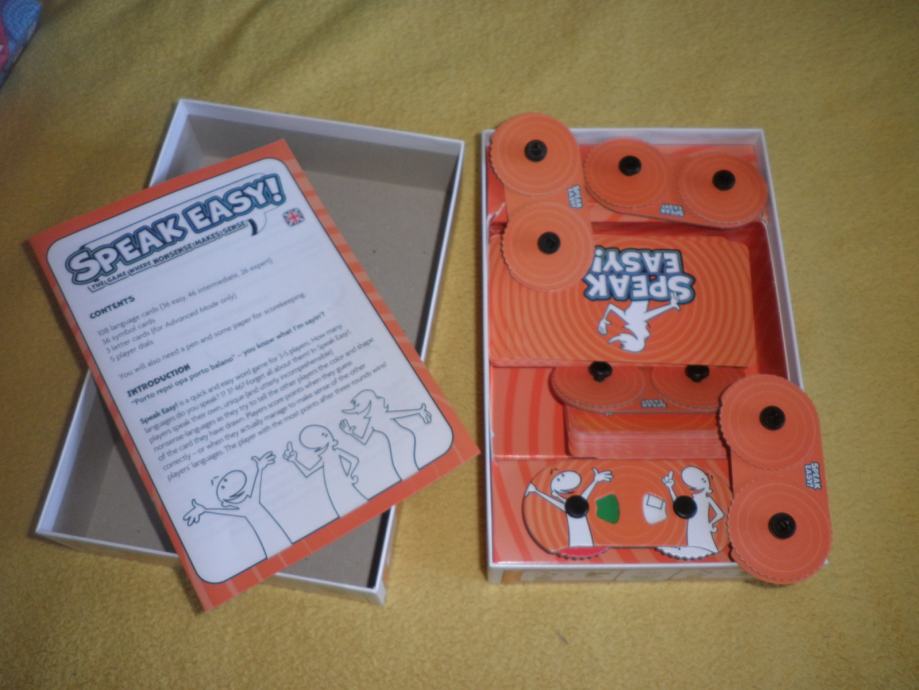 SPEAK EASY!
THE GAME WHERE NONSENSE MAKES SENSE
CONTENTS
108 language cards (36 easy, 46 intermediate, 26 expert)
36 symbol cards
3 letter cards (for Advanced Mode only)
5 player dials
You will also need a pen and some paper for scorekeeping.
INTRODUCTION
"Porto repsi opa porto balano" – you know what I'm sayin'?
Speak Easy! is a quick and easy word game for 3-5 players. How many
languages do you speak? 1? 3? 60? Forget all about them! In Speak Easy!,
players speak their own, unique (and utterly incomprehensible)
nonsense-languages as they try to tell the other players the color and shape
of the card they have drawn. Players score points when they guess
correctly – or when they actually manage to make sense of the other
players' languages. The player with the most points after three rounds wins!
SPEAK
EASY!
SPEAK
EASY!
SPEAK
EASY!
SPEAK
EASY!